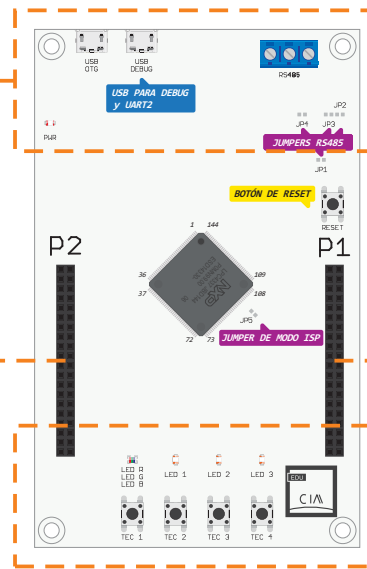 USB
OTG
USB
DEBUG
RS485
USB PARA DEBUG
y UART2
JP2
JP4
JP3
PWR
JUMPERS RS485
JP1
BOTÓN DE RESET
RESET
P2
P1
1
144
36
37
109
108
72
73
NXP
JP5
JUMPER DE MODO ISP
LED R
LED G
LED B
LED 1
LED 2
LED 3
EDU
CIAA
TEC 1
TEC 2
TEC 3
TEC 4